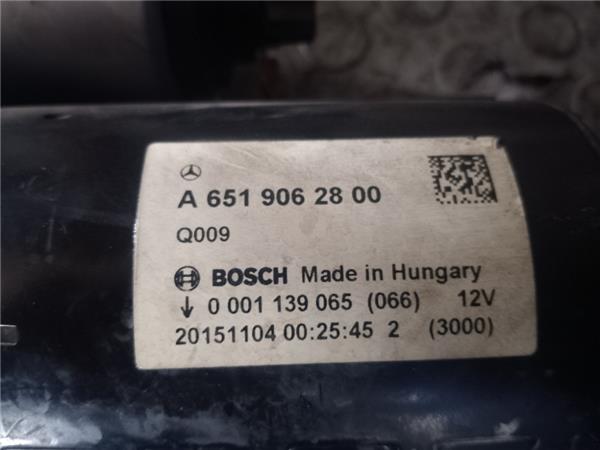 A 651 906 28 00
Q009
BOSCH Made in Hungary
↓ 0 001 139 065 (066) 12V
20151104 00:25:45 2 (3000)